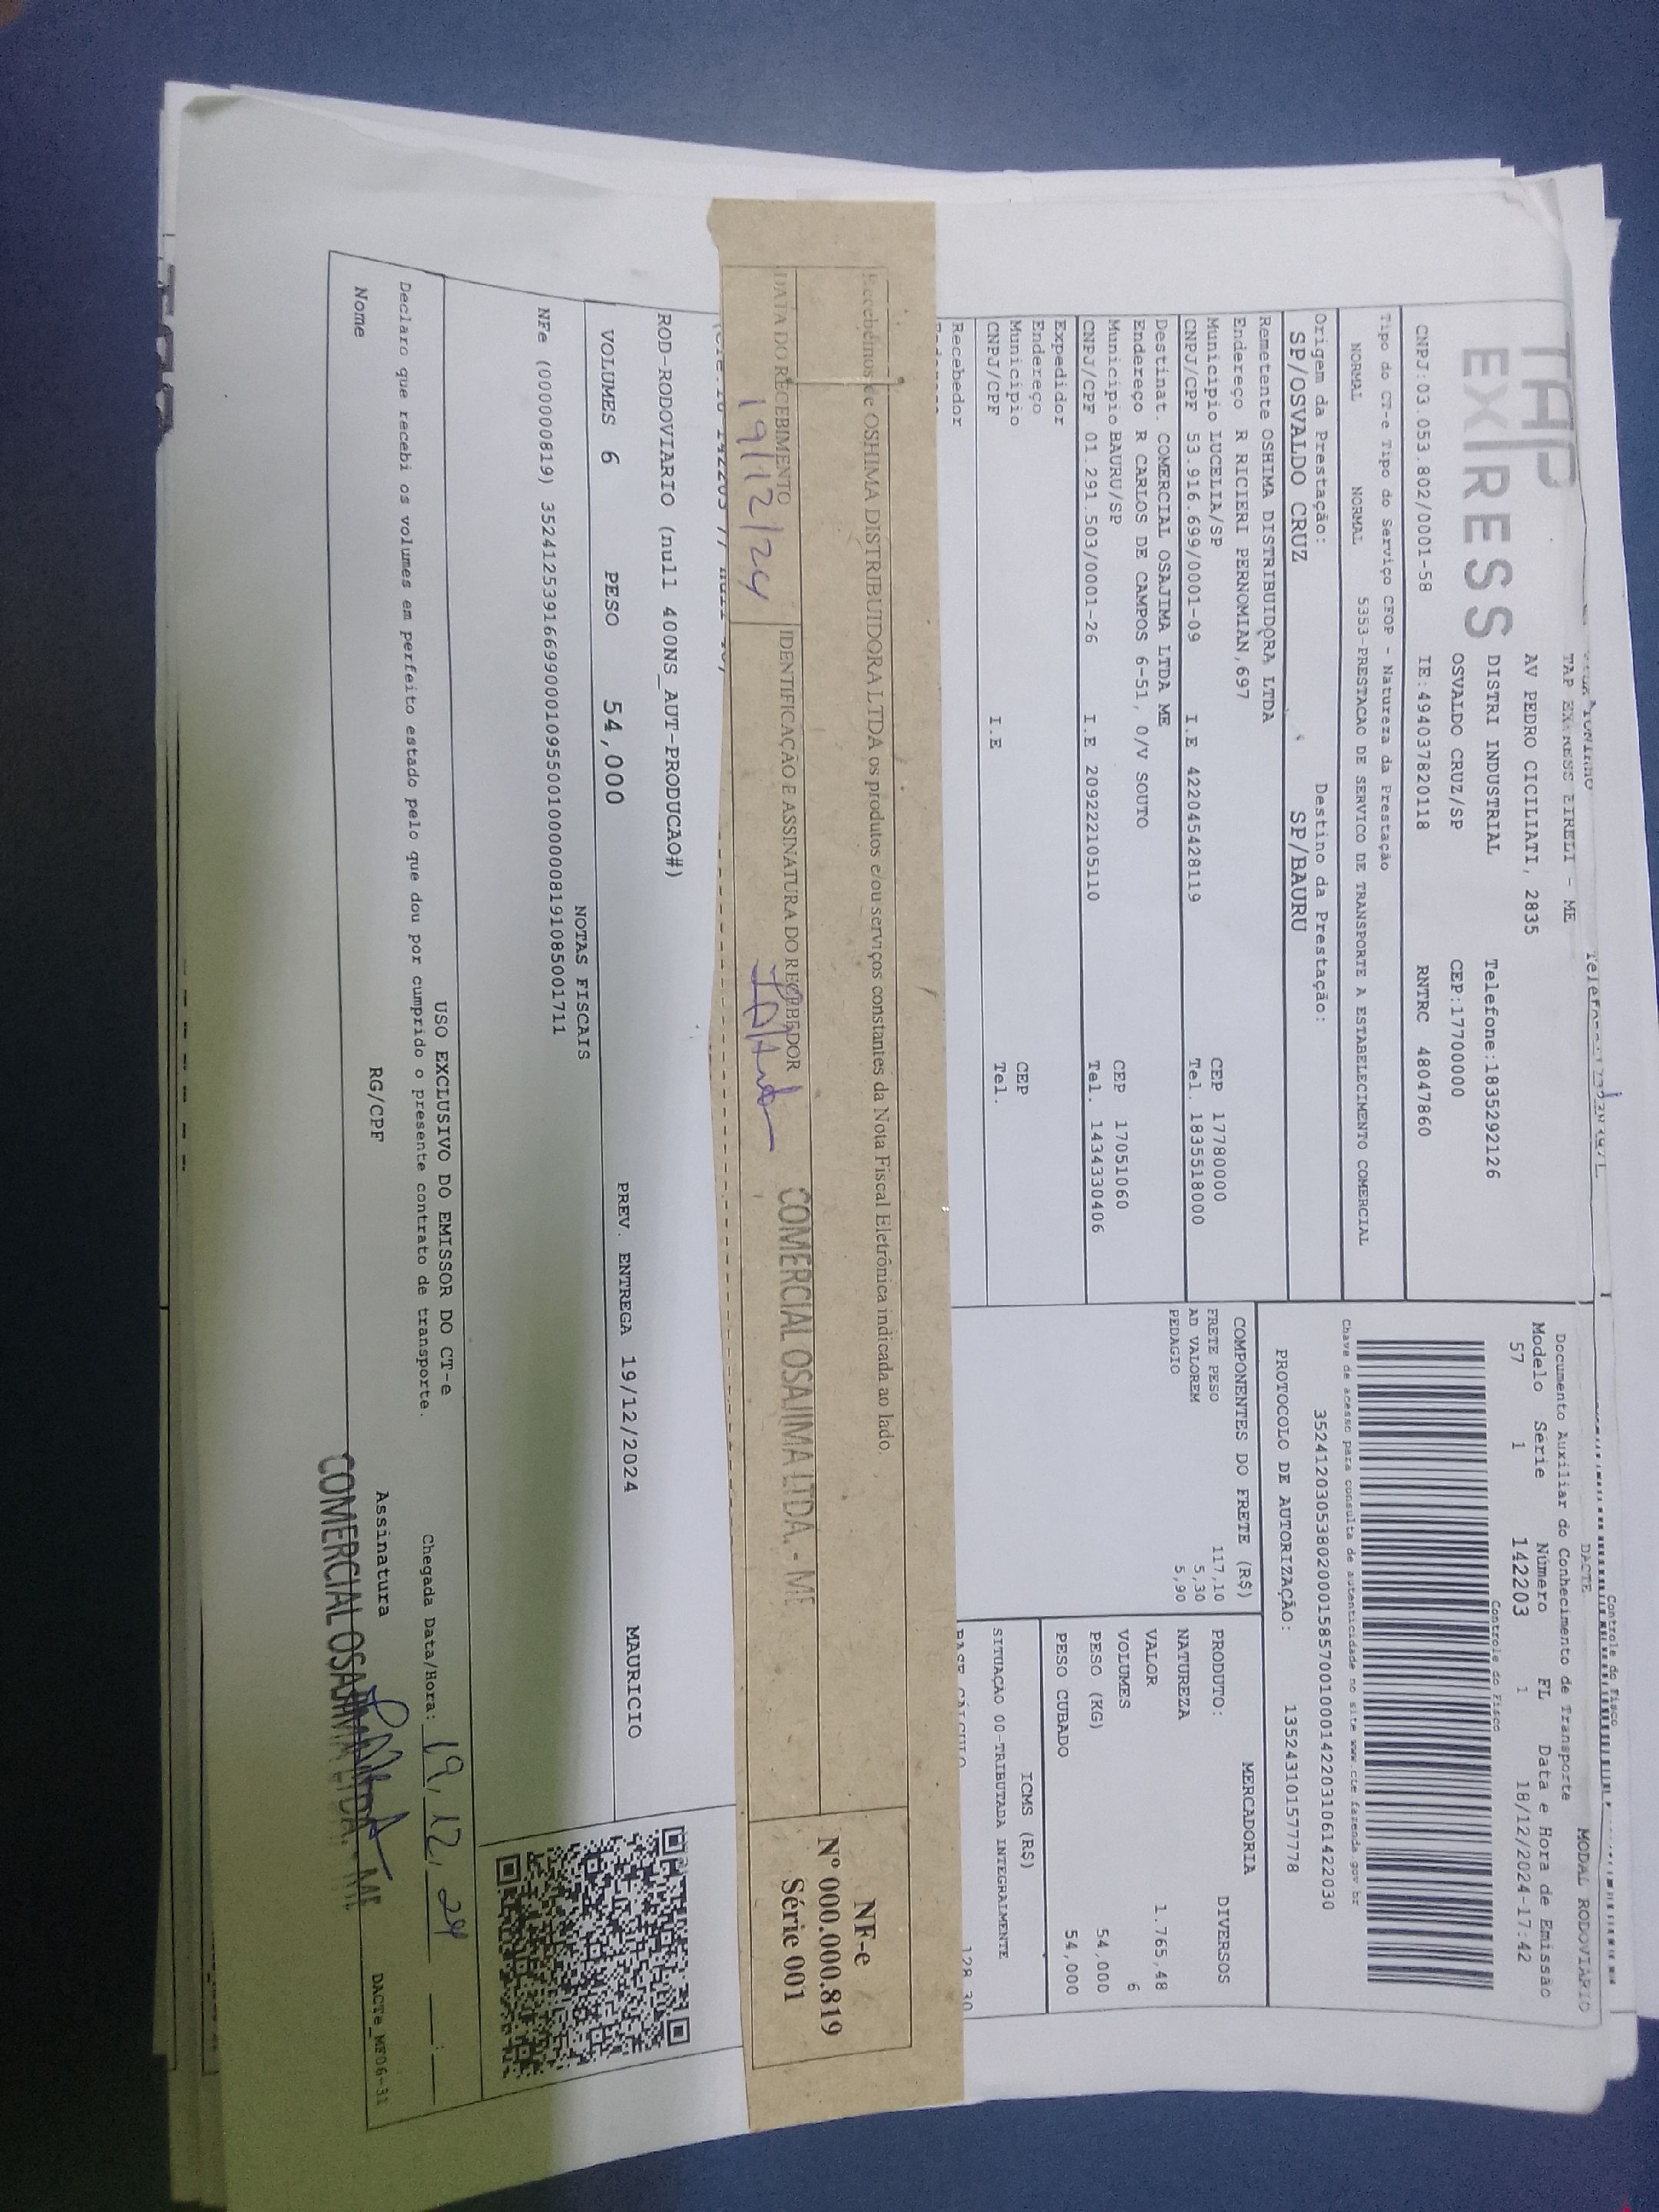 Controle do Fisco
DACTE
MODAL RODOVIARIO
TAP EXPRESS EIRELI - ME
TAP
EXPRESS
AV PEDRO CICILIATI, 2835
DISTRI INDUSTRIAL Telefone:1835292126
OSVALDO CRUZ/SP CEP:17700000
CNPJ:03.053.802/0001-58 IE:494037820118 RNTRC 48047860
Documento Auxiliar do Conhecimento de Transporte
Modelo Série Número FL Data e Hora de Emissão
57 1 142203 1 18/12/2024-17:42
Controle do Fisco
Chave de acesso para consulta de autenticidade no site www.cte.fazenda.gov.br
35241203053802000158570010001422031061422030
PROTOCOLO DE AUTORIZAÇÃO: 135243101577778
Tipo do CT-e Tipo do Serviço CFOP - Natureza da Prestação
NORMAL NORMAL 5353-PRESTACAO DE SERVICO DE TRANSPORTE A ESTABELECIMENTO COMERCIAL
Origem da Prestação: Destino da Prestação:
SP/OSVALDO CRUZ SP/BAURU
Remetente OSHIMA DISTRIBUIDORA LTDA
Endereço R RICIERI PERNOMIAN,697
Municipio LUCELIA/SP CEP 17780000
CNPJ/CPF 53.916.699/0001-09 I.E 422045428119 Tel. 1835518000
Destinat. COMERCIAL OSAJIMA LTDA ME
Endereço R CARLOS DE CAMPOS 6-51, 0/V SOUTO
Municipio BAURU/SP CEP 17051060
CNPJ/CPF 01.291.503/0001-26 I.E 209222105110 Tel. 1434330406
Expedidor
Endereço
Municipio CEP
CNPJ/CPF I.E Tel.
Recebedor
COMPONENTES DO FRETE (R$)
FRETE PESO 117,10
AD VALOREM 5,30
PEDAGIO 5,90
MERCADORIA
PRODUTO: DIVERSOS
NATUREZA
VALOR 1.765,48
VOLUMES 6
PESO (KG) 54,000
PESO CUBADO 54,000
ICMS (R$)
SITUAÇÃO 00-TRIBUTADA INTEGRALMENTE
BASE CÁLCULO 128,30
Recebemos de OSHIMA DISTRIBUIDORA LTDA os produtos e/ou serviços constantes da Nota Fiscal Eletrônica indicada ao lado.
DATA DO RECEBIMENTO IDENTIFICAÇÃO E ASSINATURA DO RECEBEDOR
19/12/24
COMERCIAL OSAJIMA LTDA. - ME
NF-e
Nº 000.000.819
Série 001
ROD-RODOVIARIO (null 400NS_AUT-PRODUCAO#)
VOLUMES 6 PESO 54,000 PREV. ENTREGA 19/12/2024 MAURICIO
NOTAS FISCAIS
NFe (000000819) 35241253916699000109550010000008191085001711
USO EXCLUSIVO DO EMISSOR DO CT-e
Declaro que recebi os volumes em perfeito estado pelo que dou por cumprido o presente contrato de transporte. Chegada Data/Hora: 19/12/24
Nome RG/CPF Assinatura
COMERCIAL OSAJIMA LTDA. - ME
DACTe_MF06-31